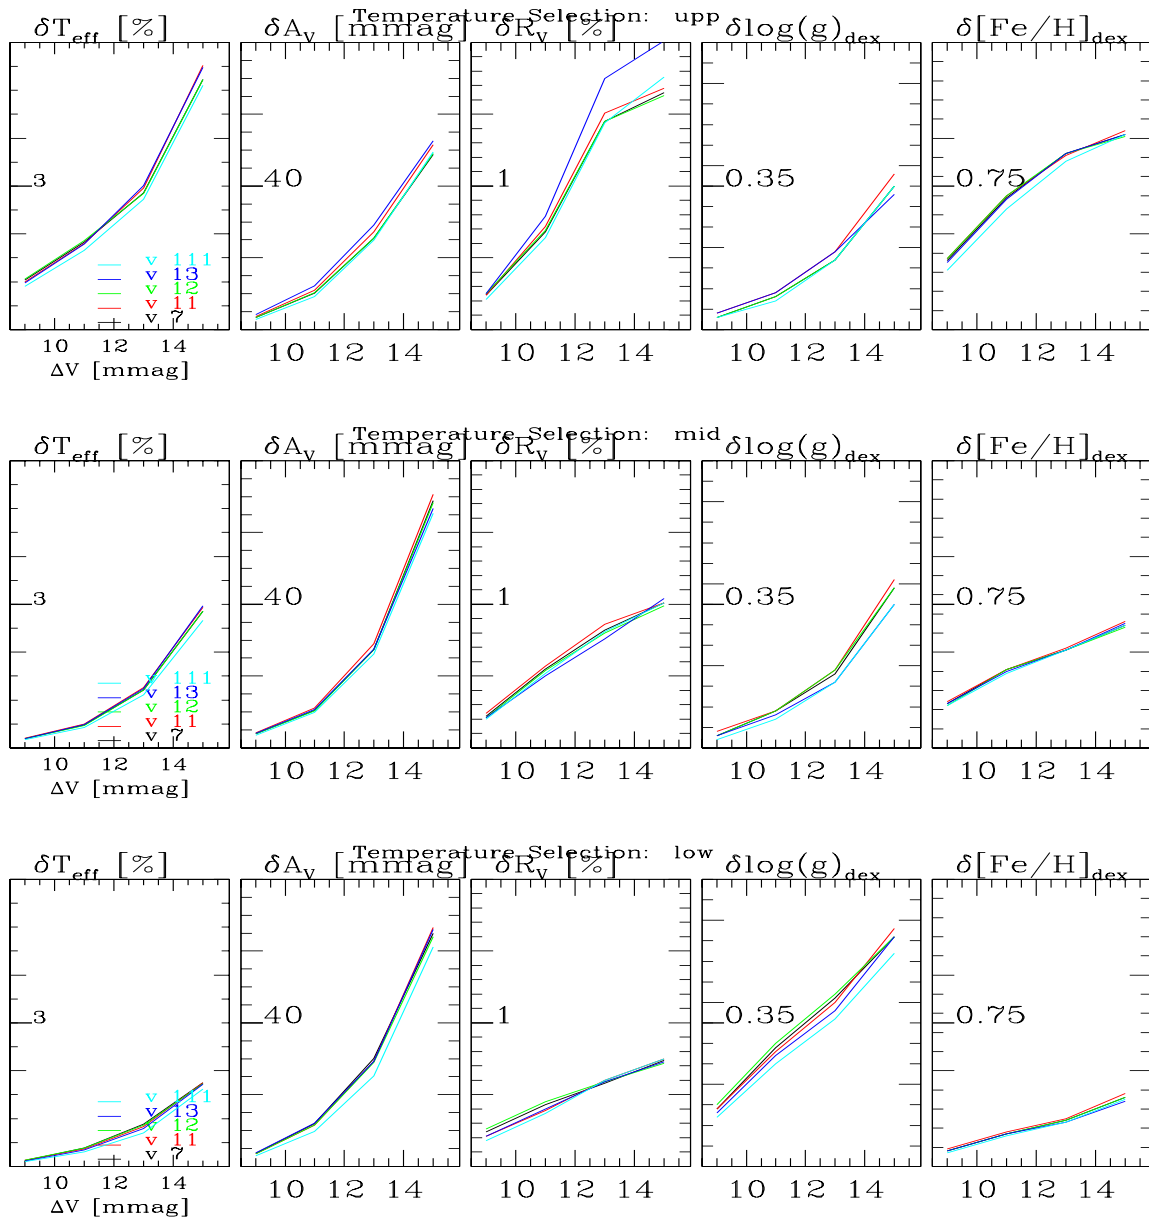 Temperature Selection: upp
δT_eff [%] δA_V [mmag] δR_V [%] δlog(g)_dex δ[Fe/H]_dex
3 40 1 0.35 0.75
v 111
v 13
v 12
v 11
v 7
10 12 14 10 12 14 10 12 14 10 12 14 10 12 14
ΔV [mmag]
Temperature Selection: mid
δT_eff [%] δA_V [mmag] δR_V [%] δlog(g)_dex δ[Fe/H]_dex
3 40 1 0.35 0.75
v 111
v 13
v 12
v 11
v 7
10 12 14 10 12 14 10 12 14 10 12 14 10 12 14
ΔV [mmag]
Temperature Selection: low
δT_eff [%] δA_V [mmag] δR_V [%] δlog(g)_dex δ[Fe/H]_dex
3 40 1 0.35 0.75
v 111
v 13
v 12
v 11
v 7
10 12 14 10 12 14 10 12 14 10 12 14 10 12 14
ΔV [mmag]